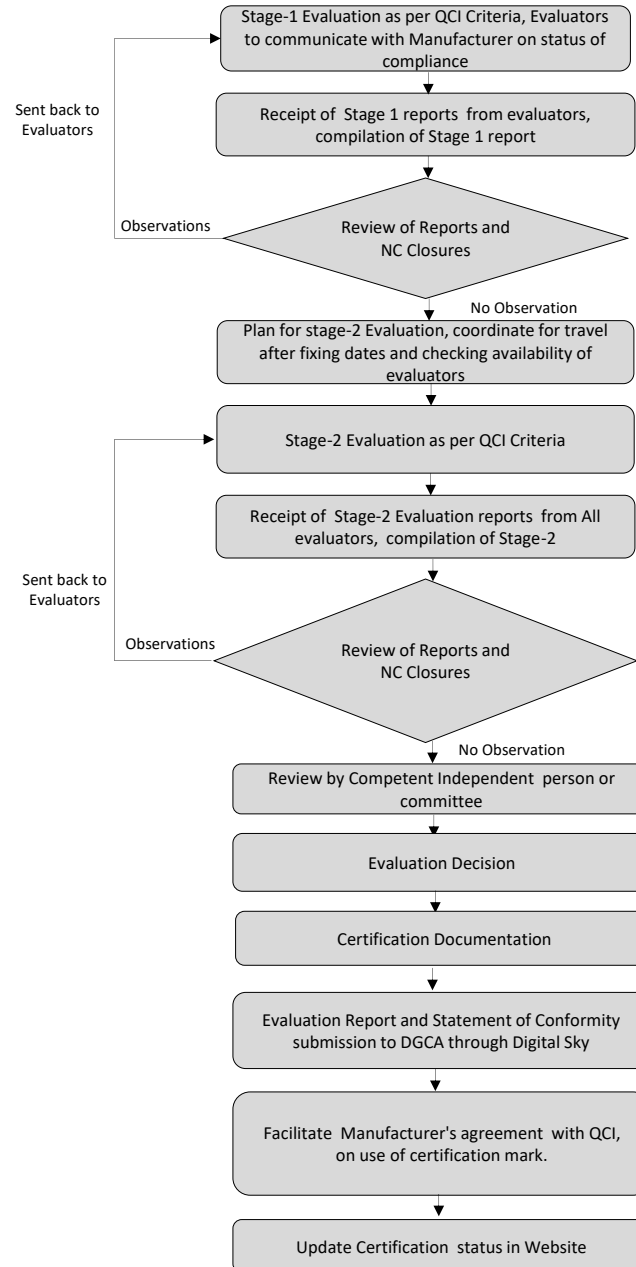 Stage-1 Evaluation as per QCI Criteria, Evaluators
to communicate with Manufacturer on status of
compliance
Sent back to
Evaluators
Receipt of Stage 1 reports from evaluators,
compilation of Stage 1 report
Observations
Review of Reports and
NC Closures
No Observation
Plan for stage-2 Evaluation, coordinate for travel
after fixing dates and checking availability of
evaluators
Stage-2 Evaluation as per QCI Criteria
Receipt of Stage-2 Evaluation reports from All
evaluators, compilation of Stage-2
Sent back to
Evaluators
Observations
Review of Reports and
NC Closures
No Observation
Review by Competent Independent person or
committee
Evaluation Decision
Certification Documentation
Evaluation Report and Statement of Conformity
submission to DGCA through Digital Sky
Facilitate Manufacturer's agreement with QCI,
on use of certification mark.
Update Certification status in Website